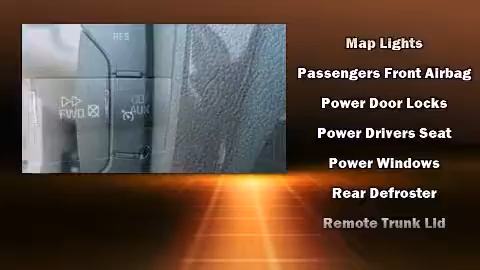 RES
FWD
AUX
Map Lights
Passengers Front Airbag
Power Door Locks
Power Drivers Seat
Power Windows
Rear Defroster
Remote Trunk Lid